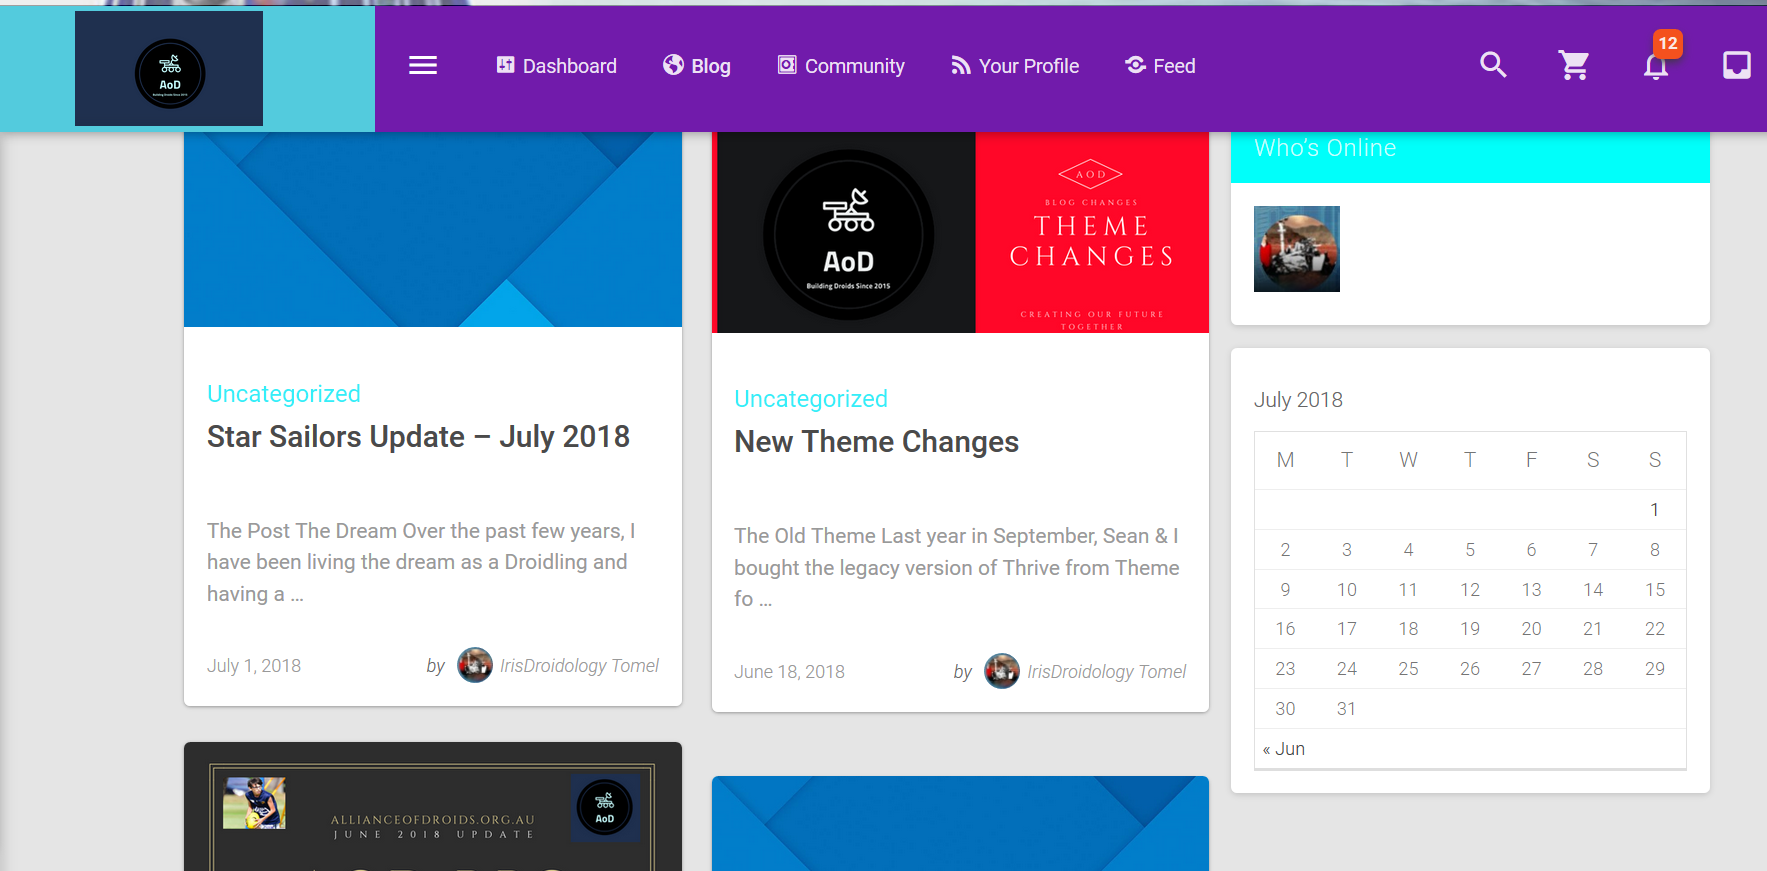 AoD
Building Droids Since 2015
Dashboard
Blog
Community
Your Profile
Feed
12
Uncategorized
Star Sailors Update – July 2018
The Post The Dream Over the past few years, I
have been living the dream as a Droidling and
having a ...
July 1, 2018
by IrisDroidology Tomel
AoD
Building Droids Since 2015
AOD
BLOG CHANGES
THEME
CHANGES
CREATING OUR FUTURE
TOGETHER
Uncategorized
New Theme Changes
The Old Theme Last year in September, Sean & I
bought the legacy version of Thrive from Theme
fo ...
June 18, 2018
by IrisDroidology Tomel
Who's Online
July 2018
M T W T F S S
1
2 3 4 5 6 7 8
9 10 11 12 13 14 15
16 17 18 19 20 21 22
23 24 25 26 27 28 29
30 31
« Jun
ALLIANCEOFDROIDS.ORG.AU
JUNE 2018 UPDATE
AoD